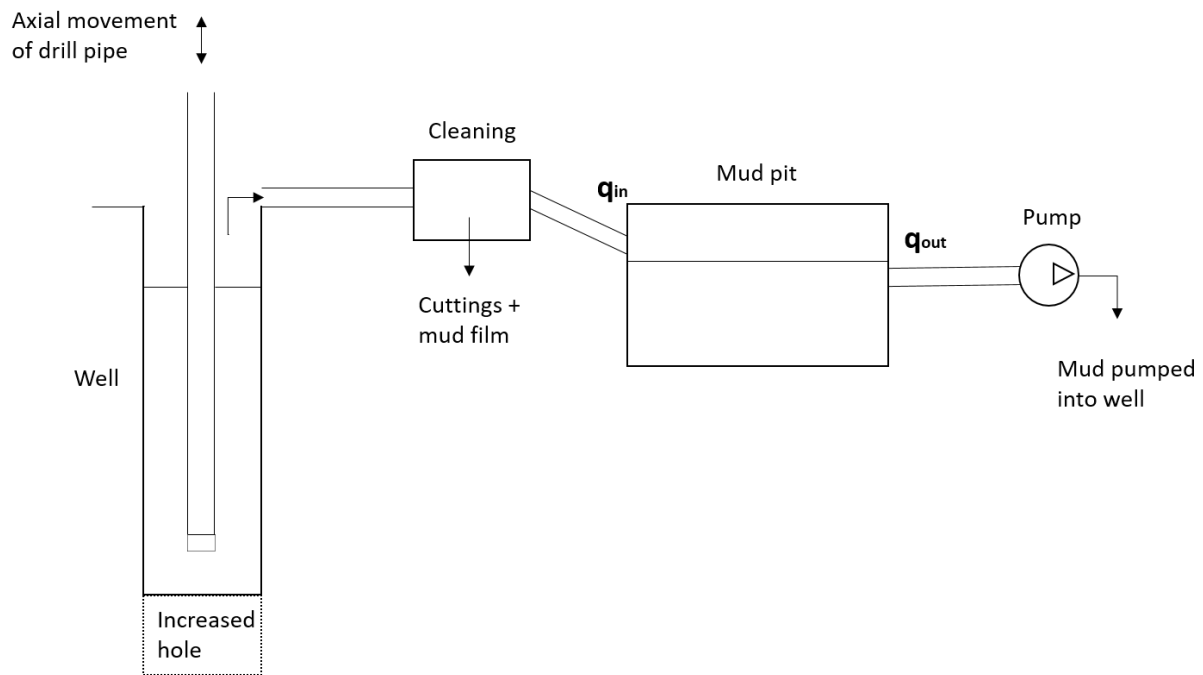 Axial movement
of drill pipe
Cleaning
Mud pit
qin
qout
Pump
Cuttings +
mud film
Well
Mud pumped
into well
Increased
hole